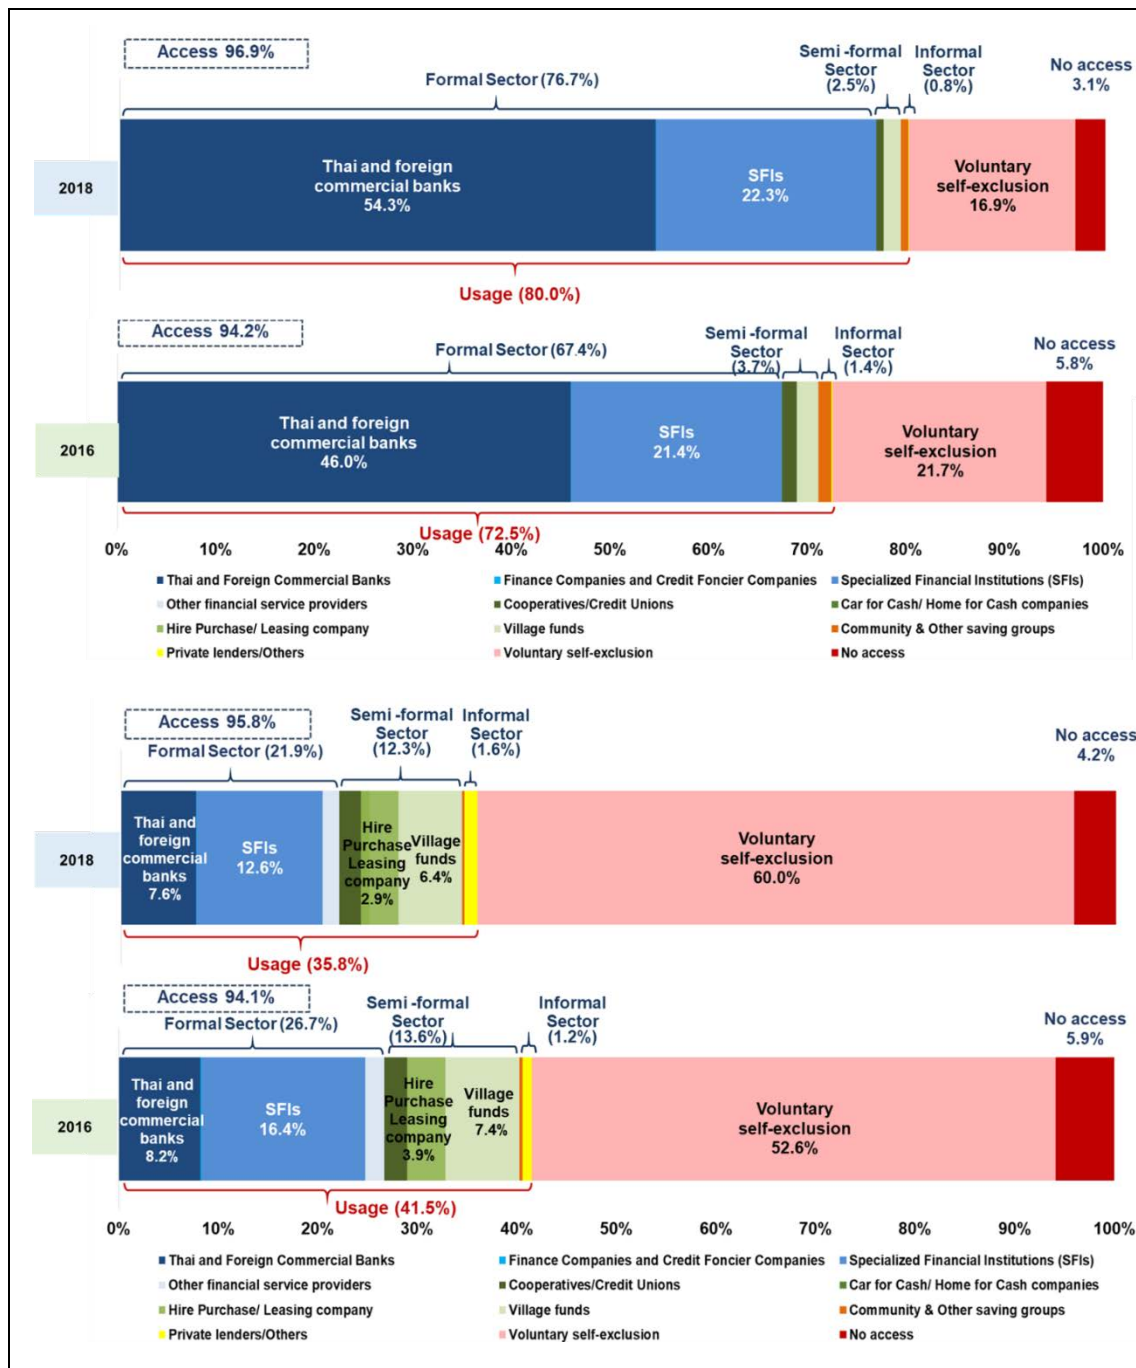 Access 96.9%
Formal Sector (76.7%)
Semi -formal
Sector
(2.5%)
Informal
Sector
(0.8%)
No access
3.1%
2018
Thai and foreign
commercial banks
54.3%
SFIs
22.3%
Voluntary
self-exclusion
16.9%
Usage (80.0%)
Access 94.2%
Formal Sector (67.4%)
Semi -formal
Sector
(3.7%)
Informal
Sector
(1.4%)
No access
5.8%
2016
Thai and foreign
commercial banks
46.0%
SFIs
21.4%
Voluntary
self-exclusion
21.7%
Usage (72.5%)
0% 10% 20% 30% 40% 50% 60% 70% 80% 90% 100%
Thai and Foreign Commercial Banks Finance Companies and Credit Foncier Companies Specialized Financial Institutions (SFIs)
Other financial service providers Cooperatives/Credit Unions Car for Cash/ Home for Cash companies
Hire Purchase/ Leasing company Village funds Community & Other saving groups
Private lenders/Others Voluntary self-exclusion No access
Access 95.8%
Formal Sector (21.9%)
Semi -formal
Sector
(12.3%)
Informal
Sector
(1.6%)
No access
4.2%
2018
Thai and
foreign
commercial
banks
7.6%
SFIs
12.6%
Hire
Purchase
Leasing
company
2.9%
Village
funds
6.4%
Voluntary
self-exclusion
60.0%
Usage (35.8%)
Access 94.1%
Formal Sector (26.7%)
Semi -formal
Sector
(13.6%)
Informal
Sector
(1.2%)
No access
5.9%
2016
Thai and
foreign
commercial
banks
8.2%
SFIs
16.4%
Hire
Purchase
Leasing
company
3.9%
Village
funds
7.4%
Voluntary
self-exclusion
52.6%
Usage (41.5%)
0% 10% 20% 30% 40% 50% 60% 70% 80% 90% 100%
Thai and Foreign Commercial Banks Finance Companies and Credit Foncier Companies Specialized Financial Institutions (SFIs)
Other financial service providers Cooperatives/Credit Unions Car for Cash/ Home for Cash companies
Hire Purchase/ Leasing company Village funds Community & Other saving groups
Private lenders/Others Voluntary self-exclusion No access